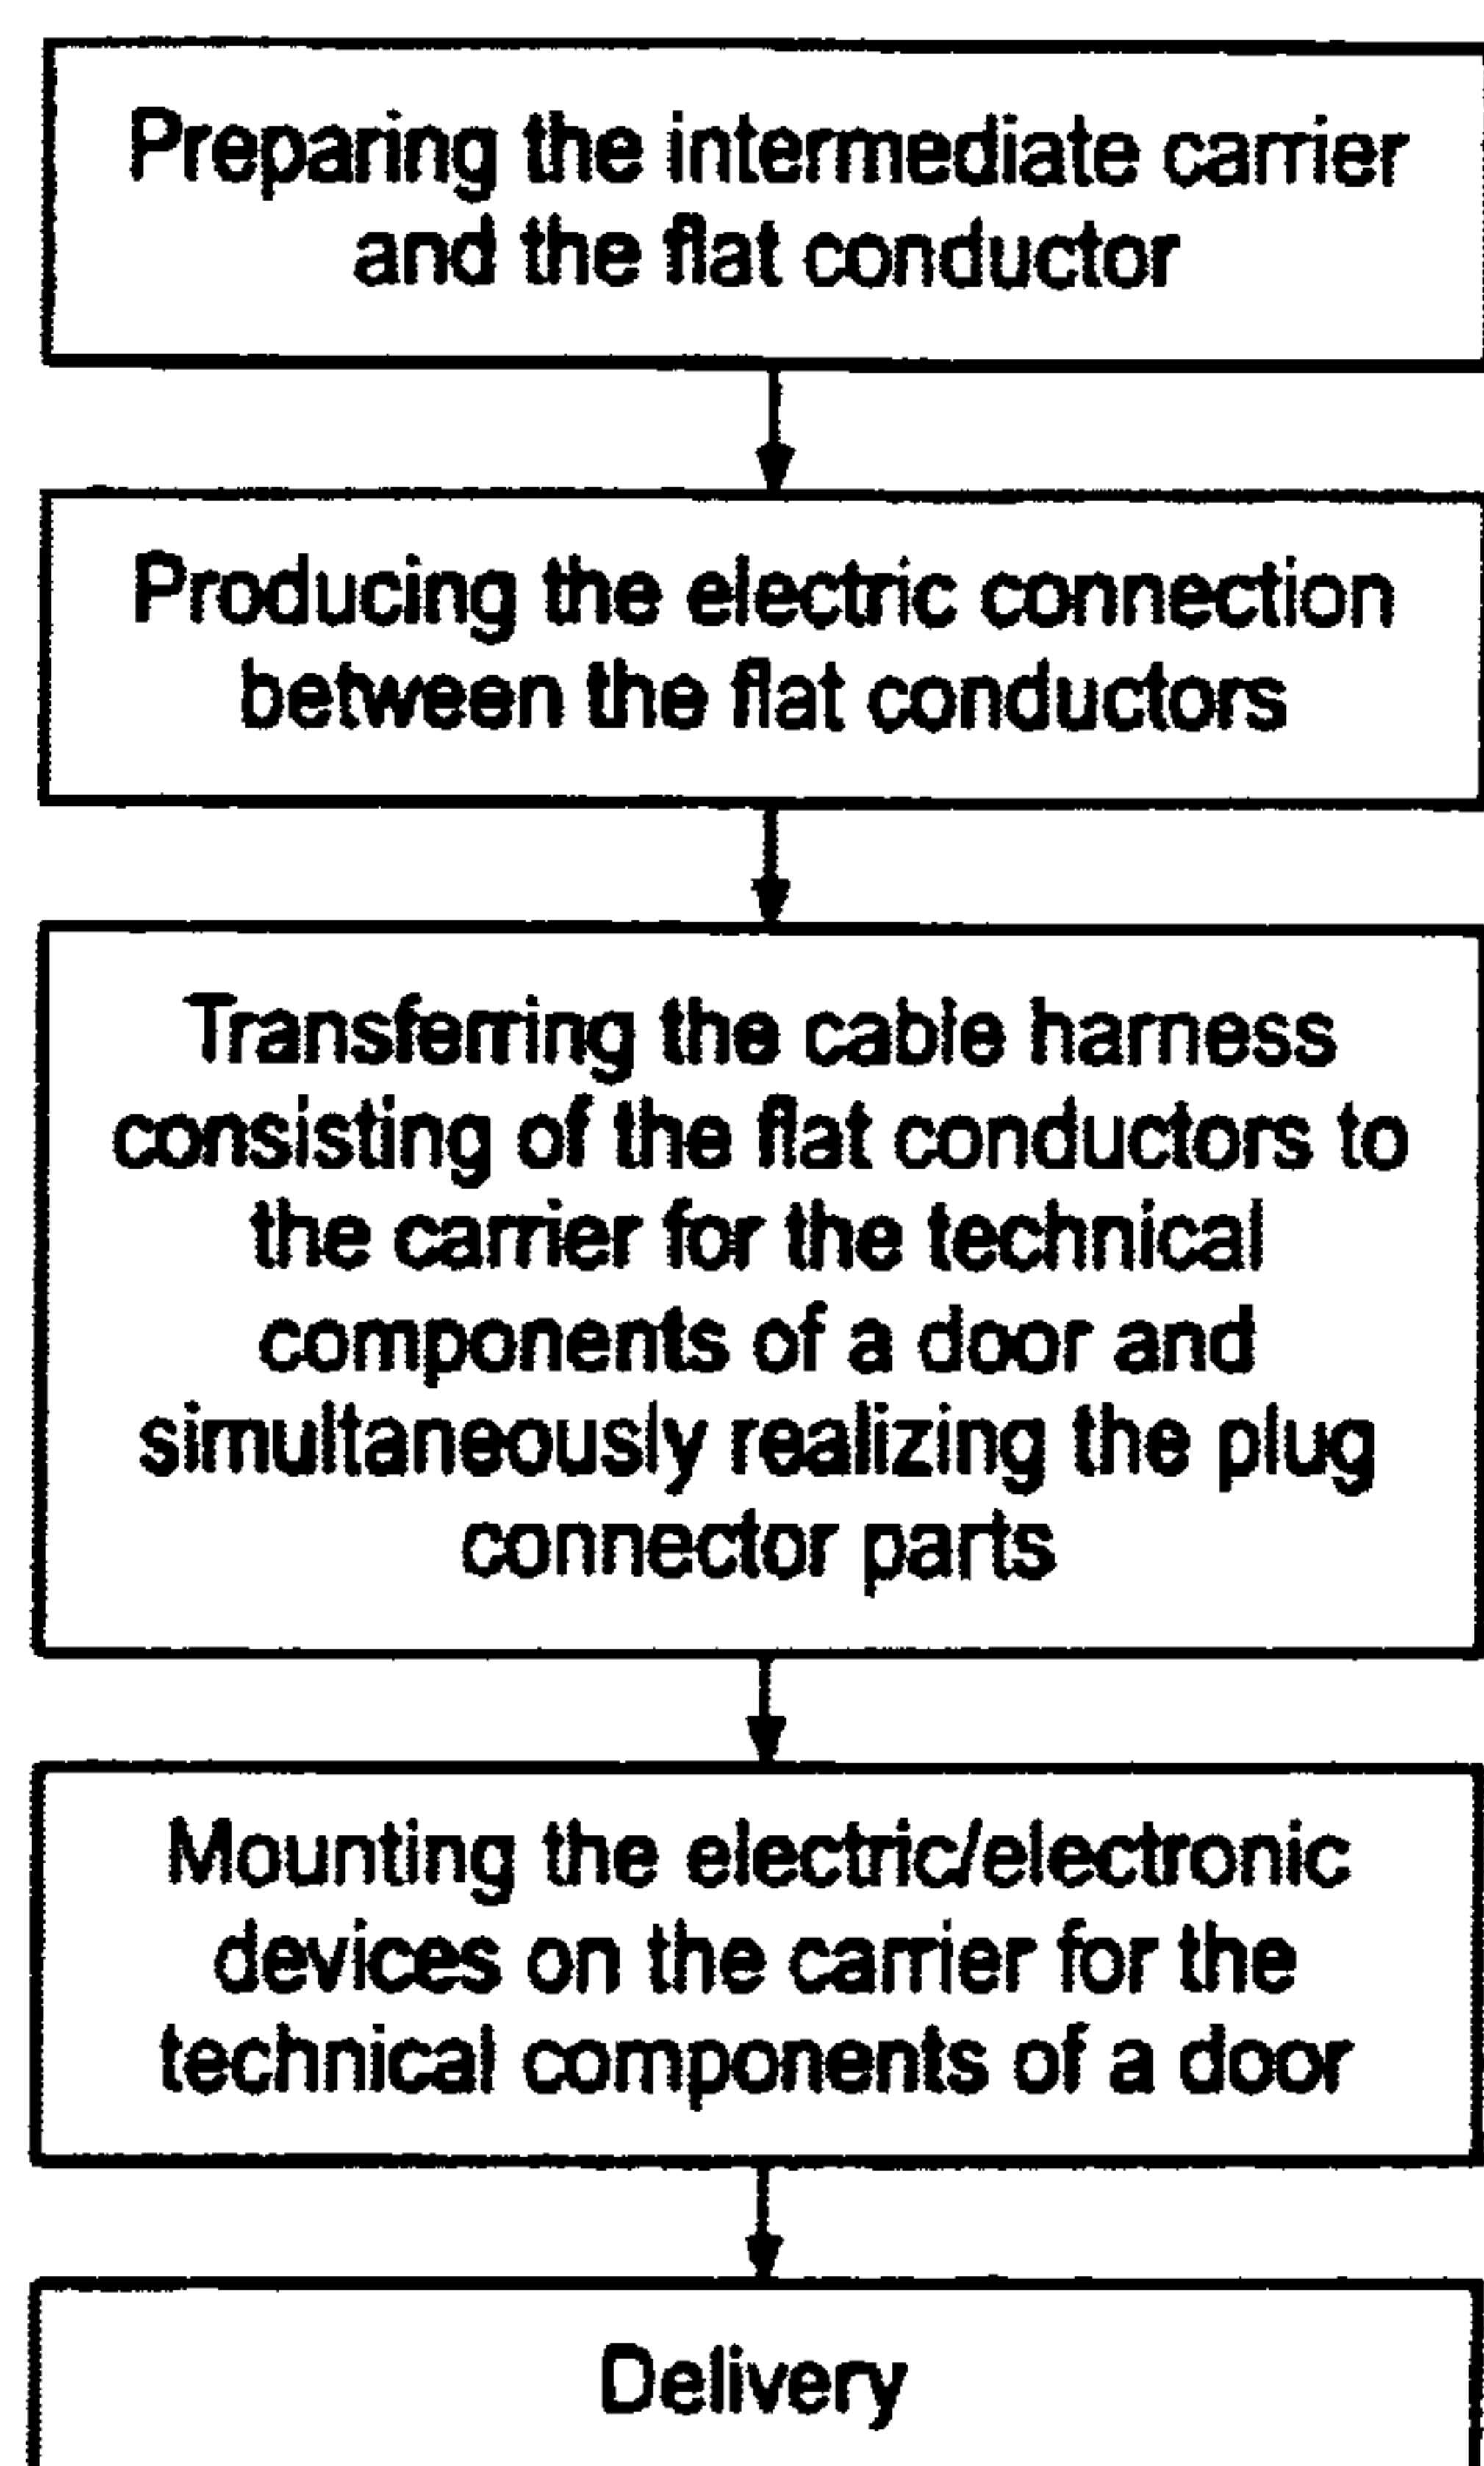 Preparing the intermediate carrier
and the flat conductor
Producing the electric connection
between the flat conductors
Transferring the cable harness
consisting of the flat conductors to
the carrier for the technical
components of a door and
simultaneously realizing the plug
connector parts
Mounting the electric/electronic
devices on the carrier for the
technical components of a door
Delivery